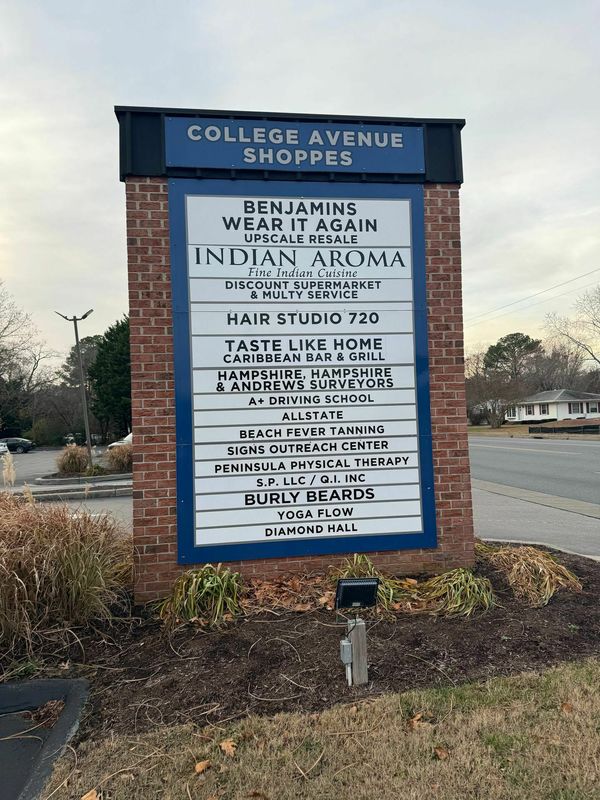 COLLEGE AVENUE
SHOPPES
BENJAMINS
WEAR IT AGAIN
UPSCALE RESALE
INDIAN AROMA
Fine Indian Cuisine
DISCOUNT SUPERMARKET
& MULTY SERVICE
HAIR STUDIO 720
TASTE LIKE HOME
CARIBBEAN BAR & GRILL
HAMPSHIRE, HAMPSHIRE
& ANDREWS SURVEYORS
A+ DRIVING SCHOOL
ALLSTATE
BEACH FEVER TANNING
SIGNS OUTREACH CENTER
PENINSULA PHYSICAL THERAPY
S.P. LLC / Q.I. INC
BURLY BEARDS
YOGA FLOW
DIAMOND HALL